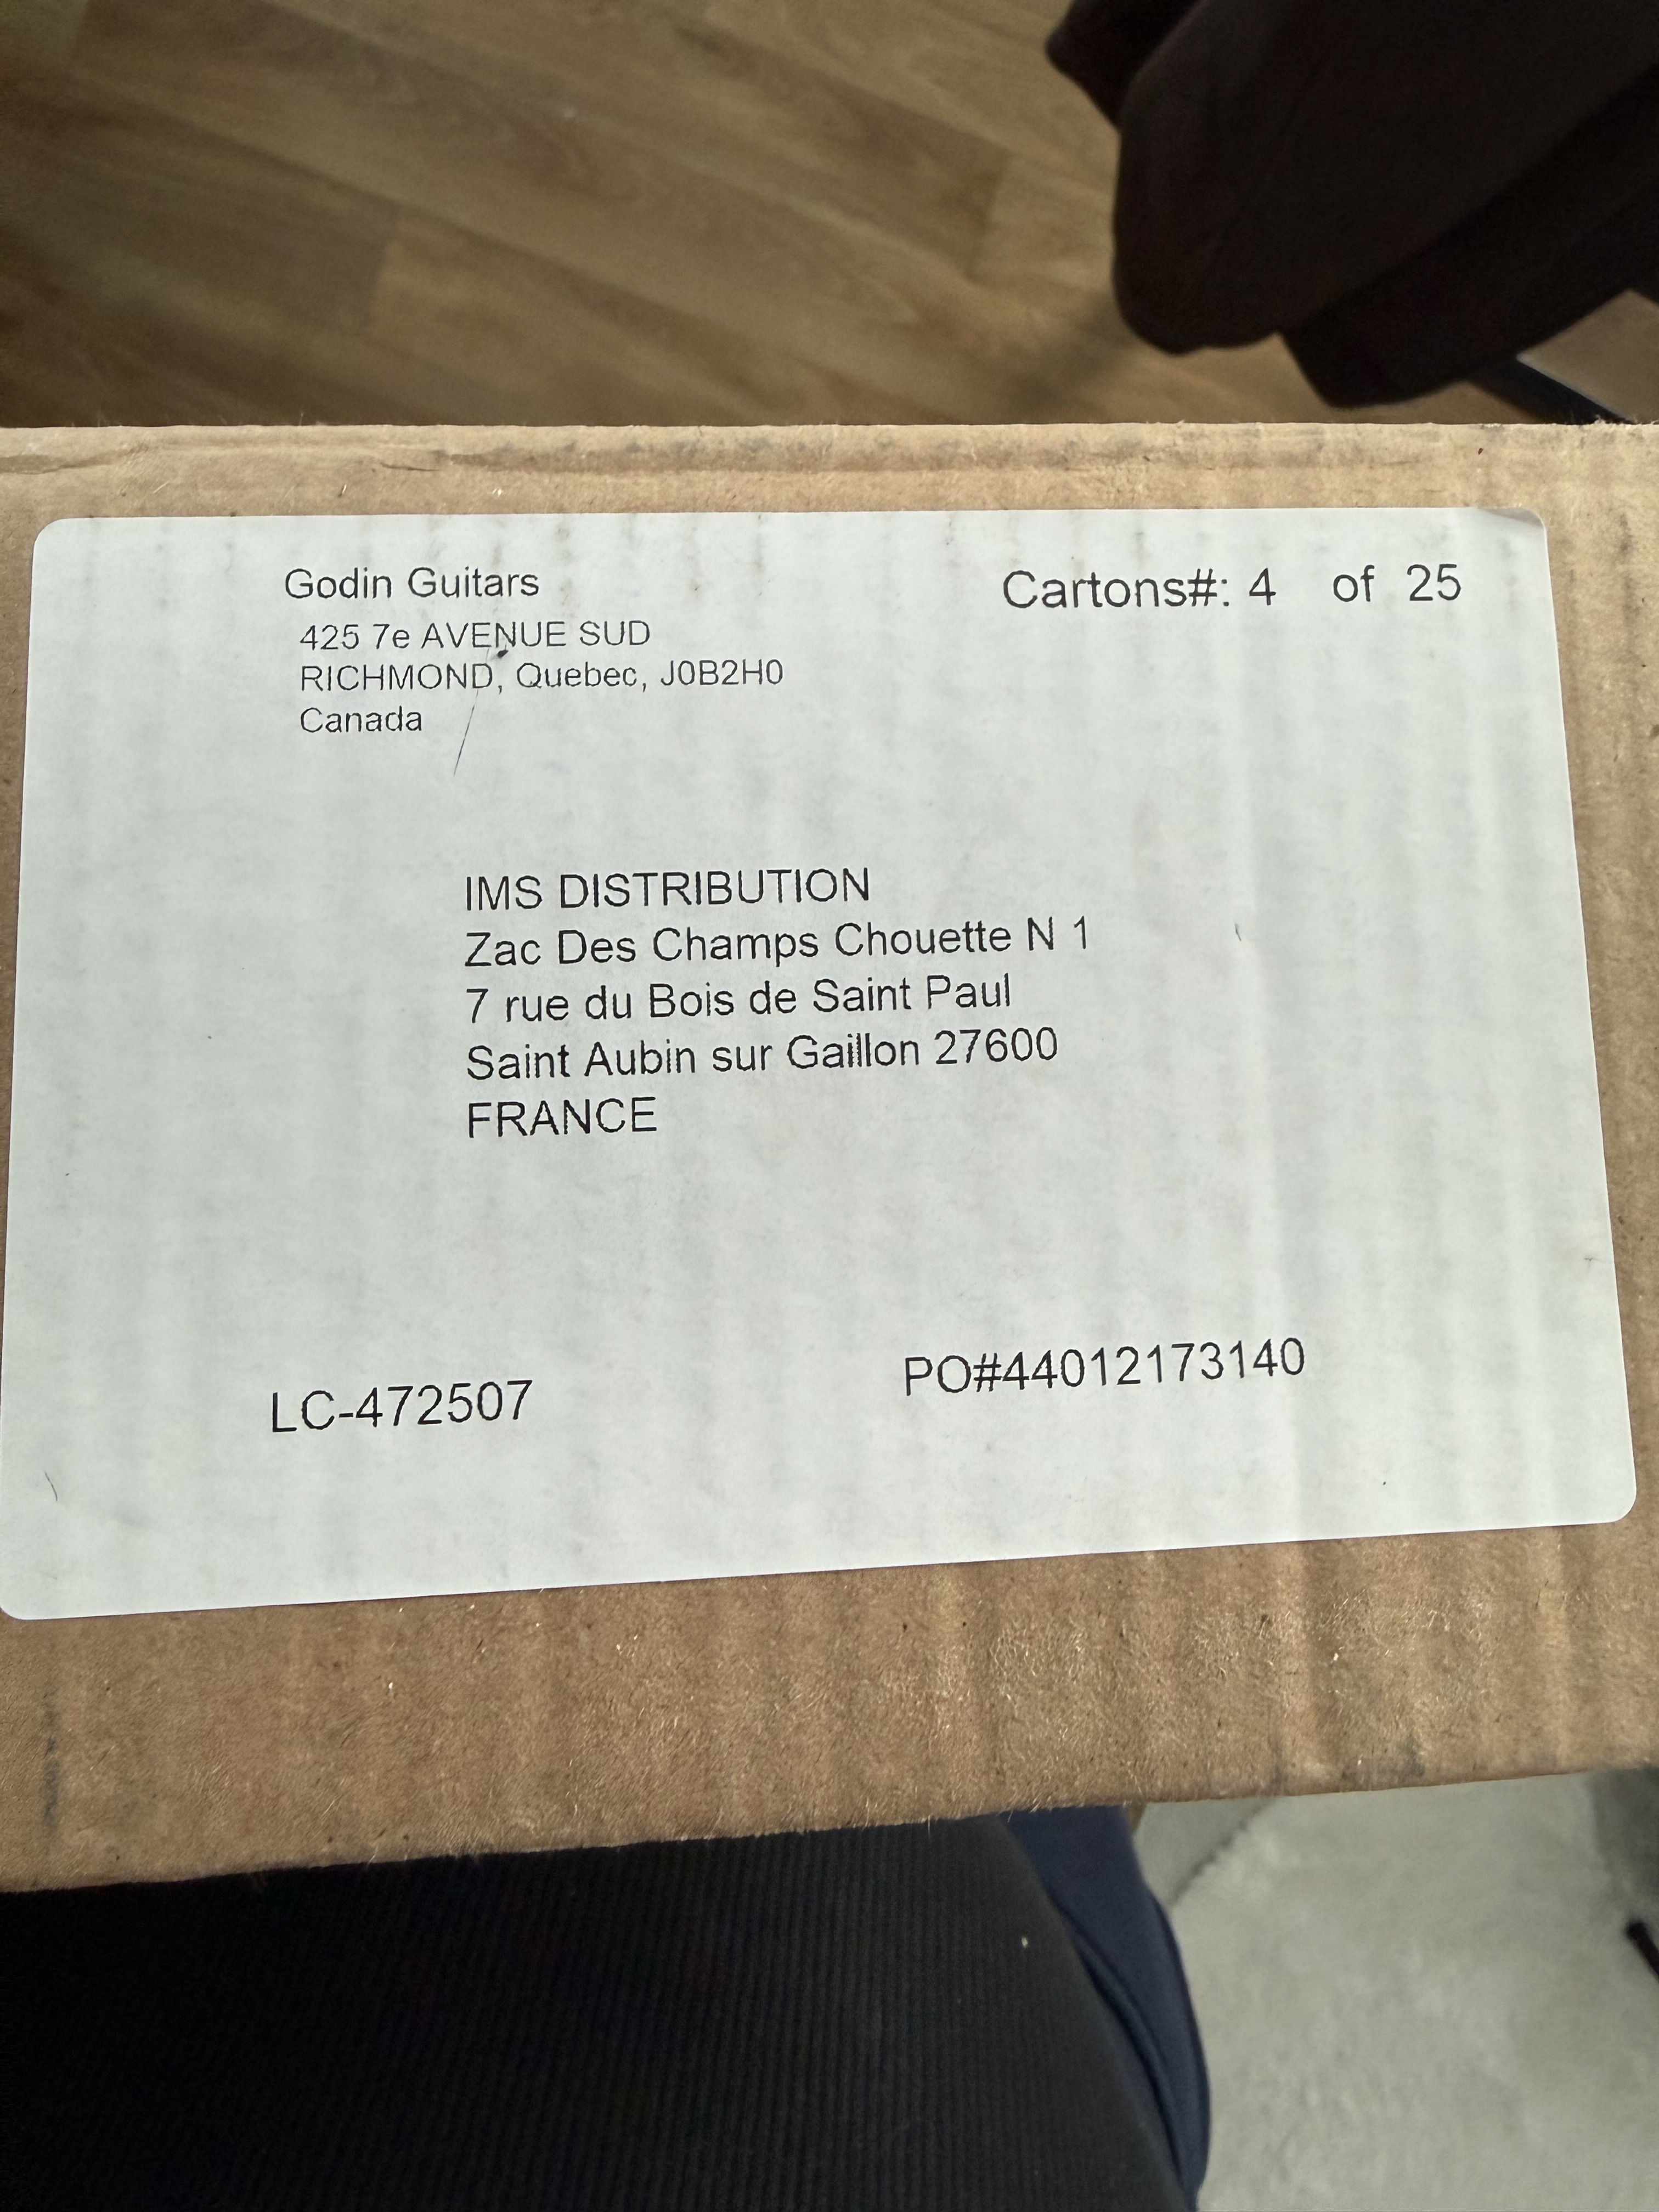 Godin Guitars
425 7e AVENUE SUD
RICHMOND, Quebec, J0B2H0
Canada
Cartons#: 4 of 25
IMS DISTRIBUTION
Zac Des Champs Chouette N 1
7 rue du Bois de Saint Paul
Saint Aubin sur Gaillon 27600
FRANCE
LC-472507
PO#44012173140